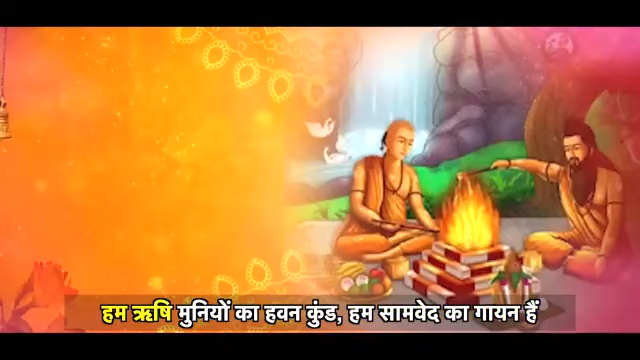 हम ऋषि मुनियों का हवन कुंड, हम सामवेद का गायन हैं